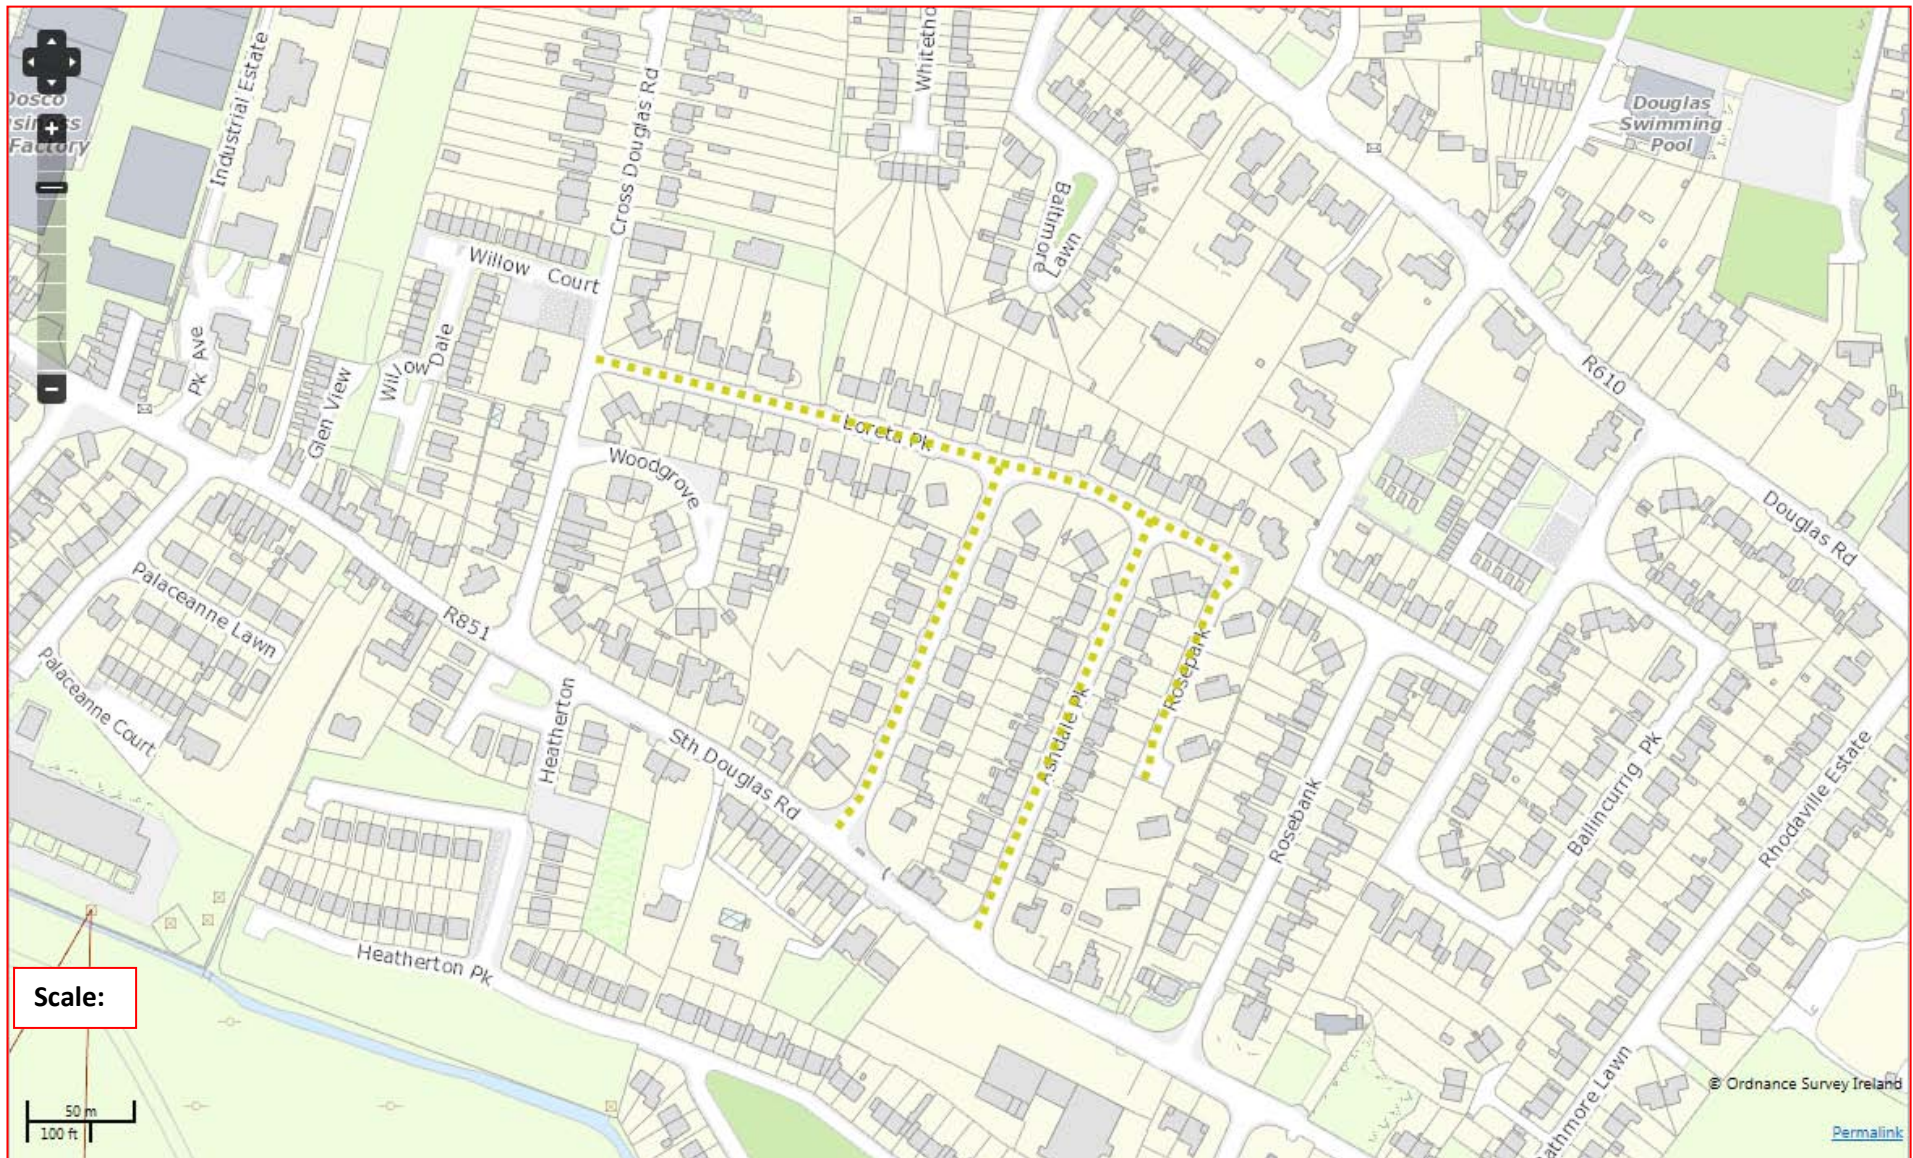 Dosco
Business
Factory
Industrial Estate
Cross Douglas Rd
Baltimore
Lawn
Douglas
Swimming
Pool
Willow Court
Pk Ave
Willow Dale
Glen View
Woodgrove
Loreta Pk
R610
Douglas Rd
Palaceanne Lawn
Palaceanne Court
R851
Heatherton
Sth Douglas Rd
Ashdale Pk
Rosepark
Rosebank
Ballincurrig Pk
Rhodaville Estate
Heatherton Pk
Scale:
50 m
100 ft
© Ordnance Survey Ireland
Permalink